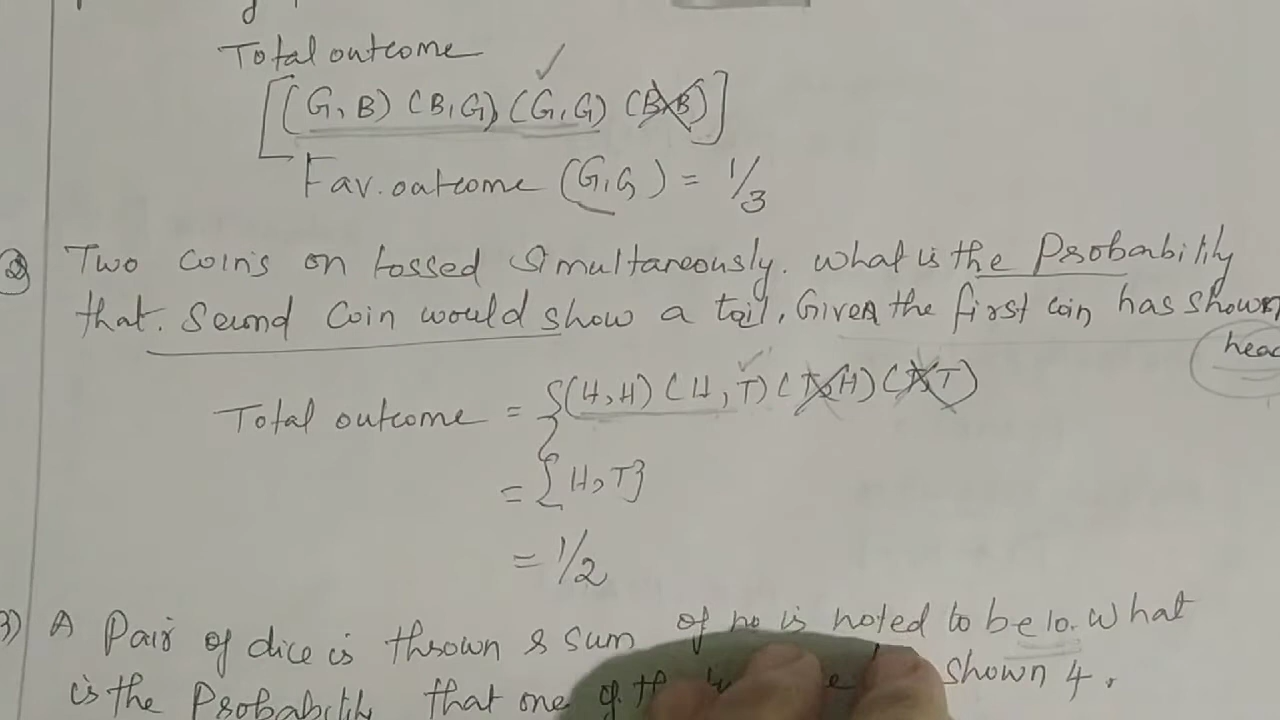 Total outcome
[(G, B) (B, G) (G, G) (B, B)]
Fav. outcome (G, G) = 1/3
2) Two coins on tossed simultaneously. what is the Probability
that. Second Coin would show a tail, Given the first coin has shown
head
Total outcome = {(H, H) (H, T) (T, H) (T, T)
= {H, T}
= 1/2
3) A Pair of dice is thrown & sum of no is noted to be 10. What
is the Probability that one of shown 4.